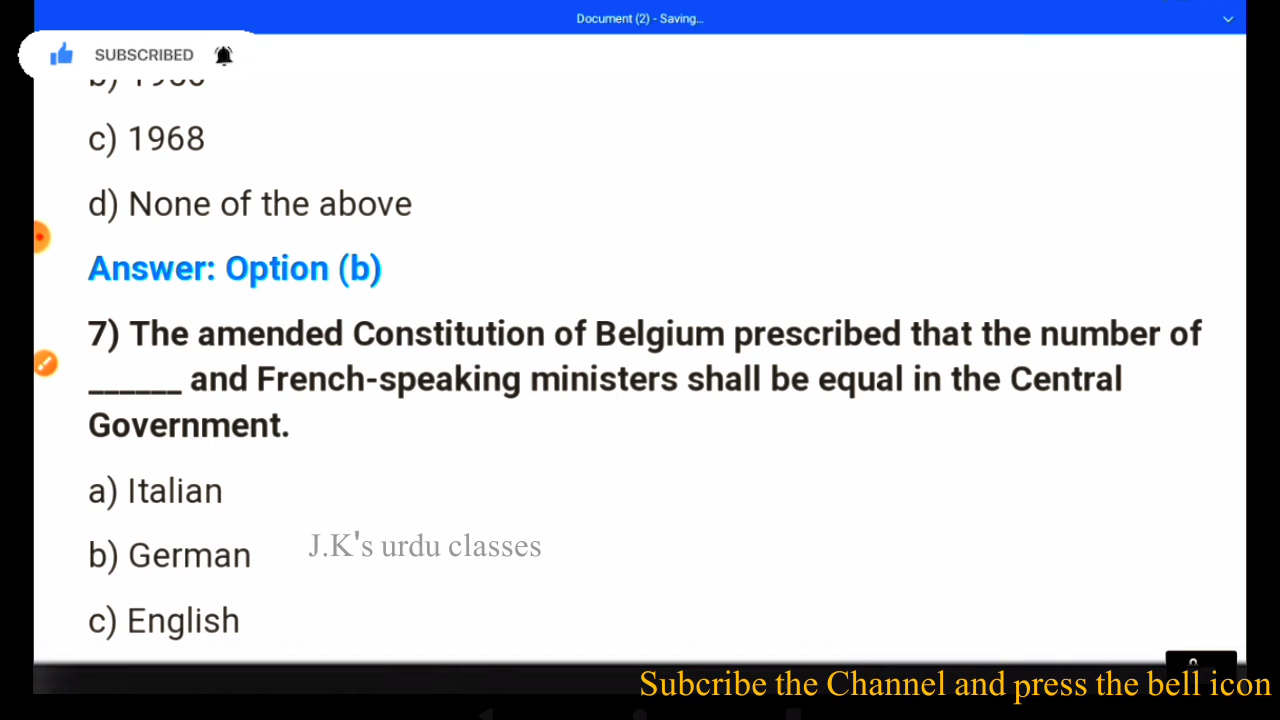 Document (2) - Saving...
SUBSCRIBED
c) 1968
d) None of the above
Answer: Option (b)
7) The amended Constitution of Belgium prescribed that the number of
______ and French-speaking ministers shall be equal in the Central
Government.
a) Italian
J.K's urdu classes
b) German
c) English
Subcribe the Channel and press the bell icon